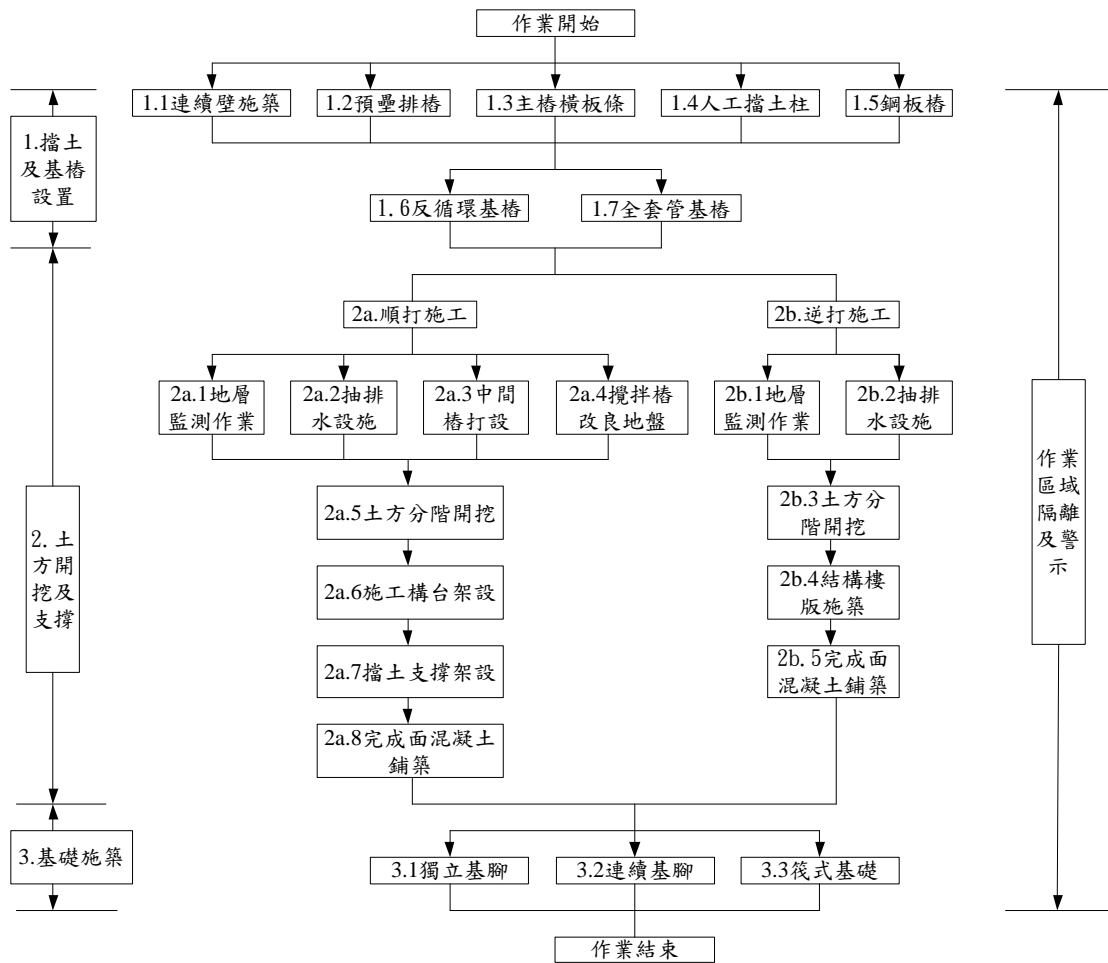 作業開始
1.1連續壁施築
1.2預壘排樁
1.3主樁橫板條
1.4人工擋土柱
1.5鋼板樁
1.擋土
及基樁
設置
1.6反循環基樁
1.7全套管基樁
2a.順打施工
2b.逆打施工
2a.1地層
監測作業
2a.2抽排
水設施
2a.3中間
樁打設
2a.4攪拌樁
改良地盤
2b.1地層
監測作業
2b.2抽排
水設施
2a.5土方分階開挖
2b.3土方分
階開挖
2.土
方開
挖及
支撐
作業
區域
隔離
及警
示
2a.6施工構台架設
2b.4結構樓
版施築
2a.7擋土支撐架設
2b.5完成面
混凝土鋪築
2a.8完成面混凝土
鋪築
3.基礎施築
3.1獨立基腳
3.2連續基腳
3.3筏式基礎
作業結束